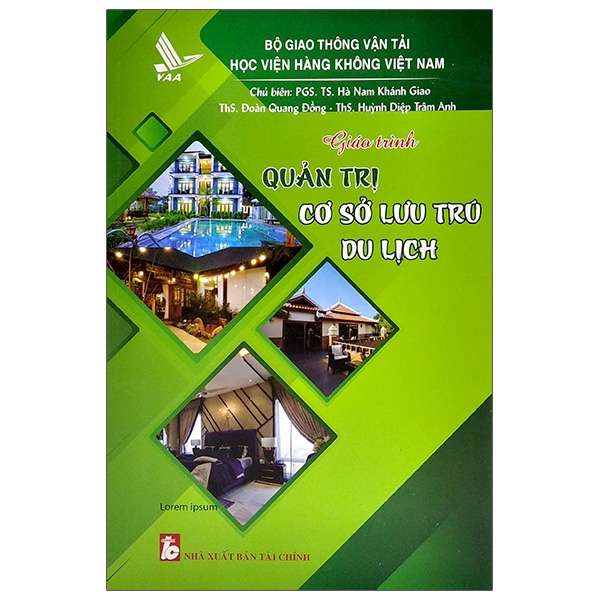 VAA
BỘ GIAO THÔNG VẬN TẢI
HỌC VIỆN HÀNG KHÔNG VIỆT NAM
Chủ biên: PGS. TS. Hà Nam Khánh Giao
ThS. Đoàn Quang Đồng - ThS. Huỳnh Diệp Trâm Anh
Giáo trình
QUẢN TRỊ
CƠ SỞ LƯU TRÚ
DU LỊCH
Lorem ipsum
NHÀ XUẤT BẢN TÀI CHÍNH